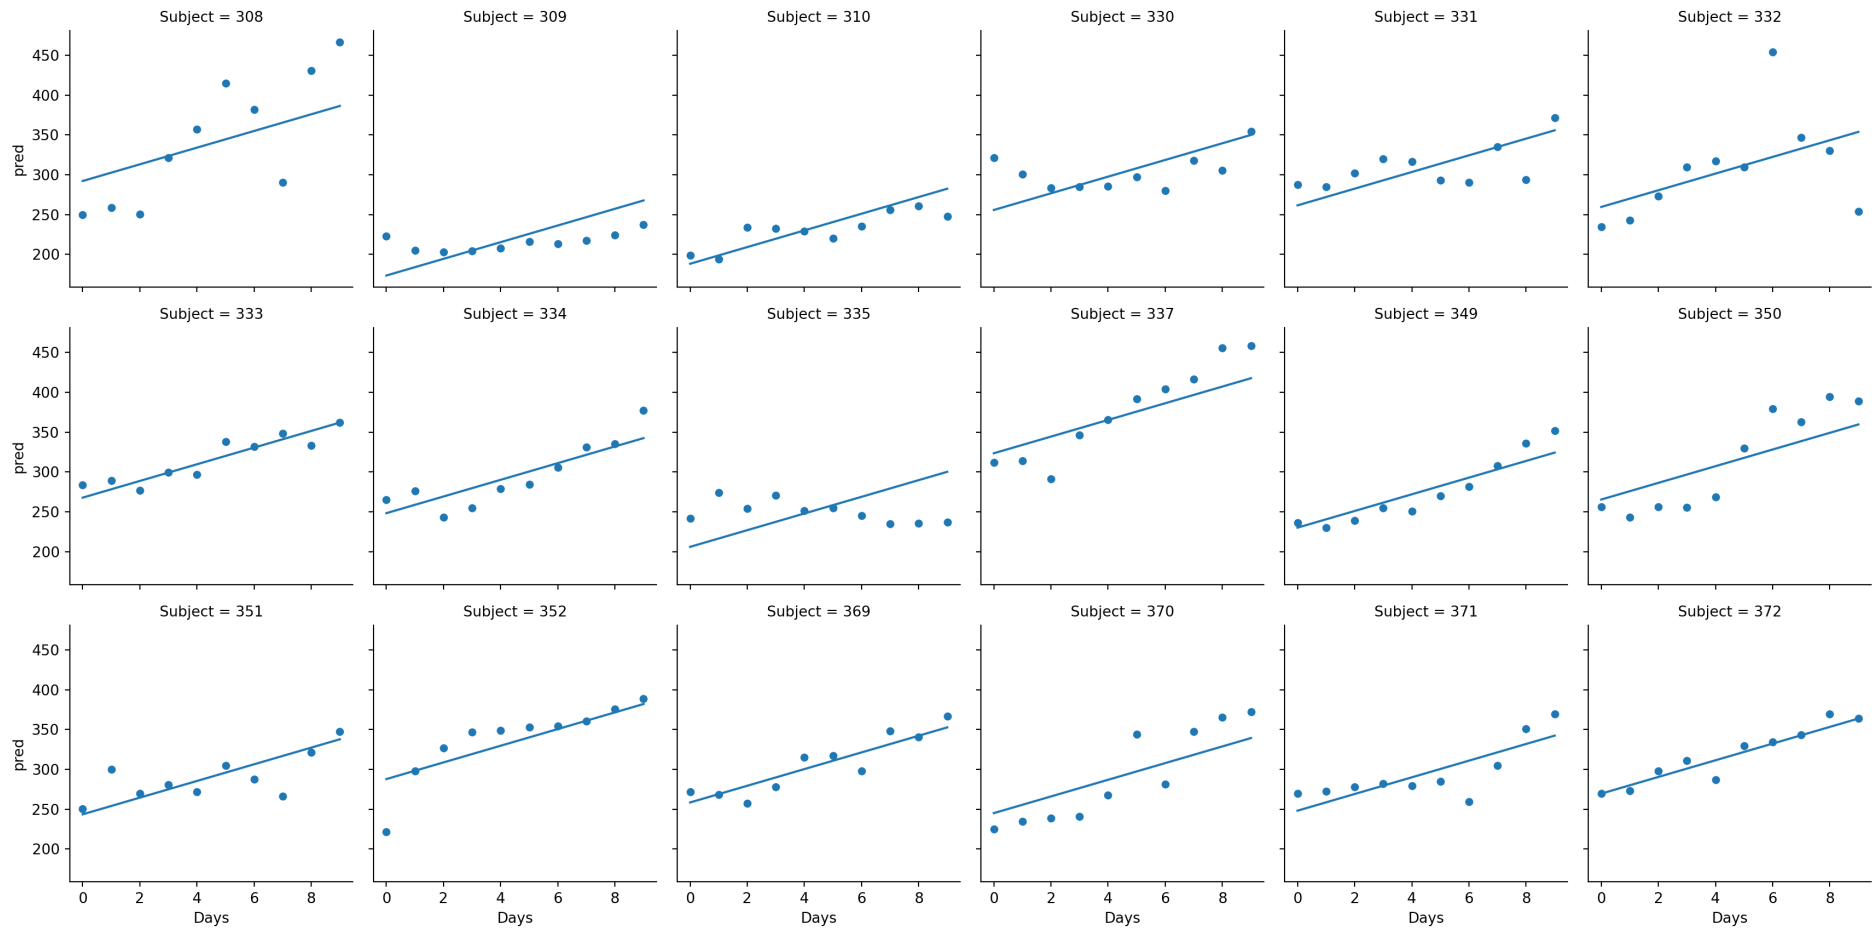 Subject = 308 Subject = 309 Subject = 310 Subject = 330 Subject = 331 Subject = 332
450
400
350
300
250
200
pred
Subject = 333 Subject = 334 Subject = 335 Subject = 337 Subject = 349 Subject = 350
450
400
350
300
250
200
pred
Subject = 351 Subject = 352 Subject = 369 Subject = 370 Subject = 371 Subject = 372
450
400
350
300
250
200
pred
0 2 4 6 8 0 2 4 6 8 0 2 4 6 8 0 2 4 6 8 0 2 4 6 8 0 2 4 6 8
Days Days Days Days Days Days